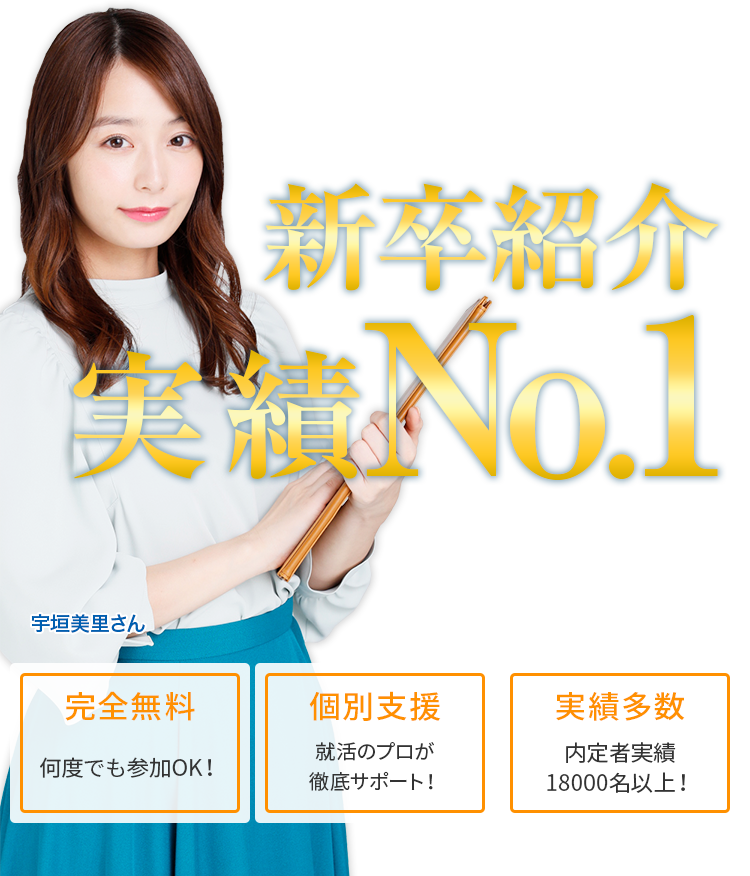 新卒紹介
実績No.1
宇垣美里さん
完全無料
何度でも参加OK！
個別支援
就活のプロが
徹底サポート！
実績多数
内定者実績
18000名以上！